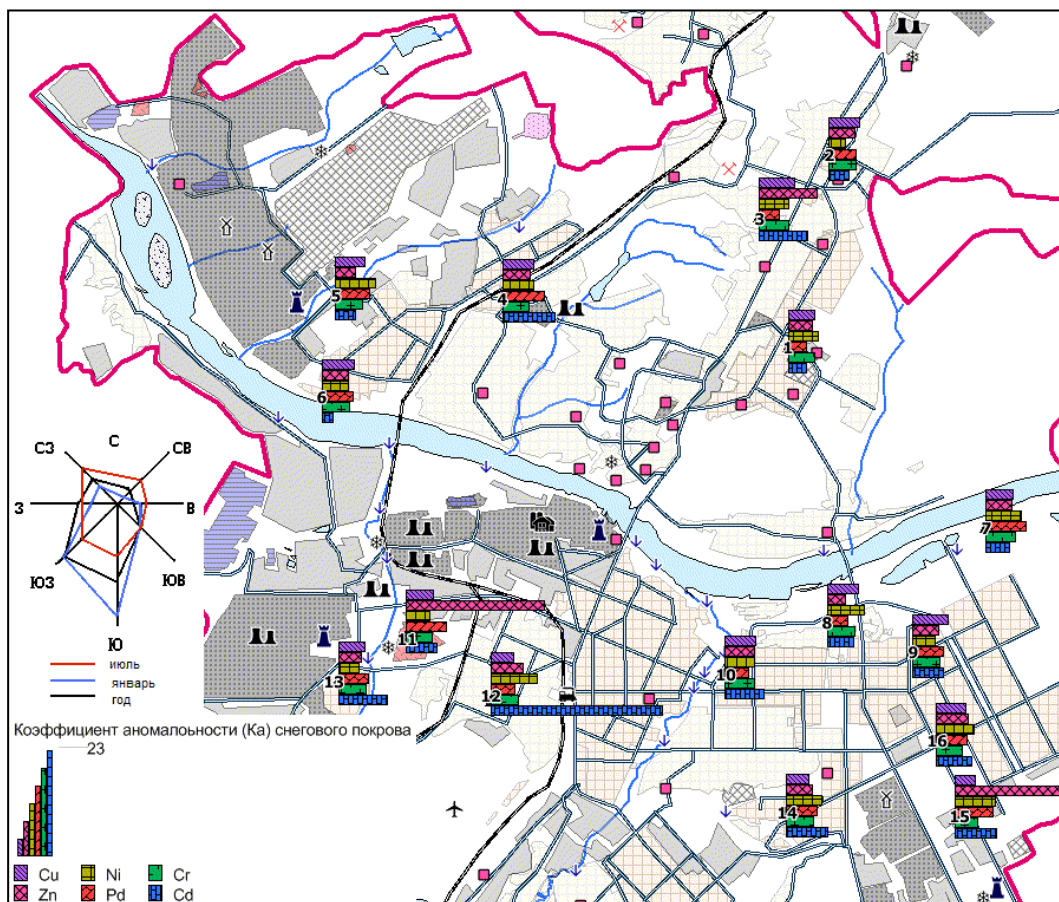 2
3
5
4
1
6
С
СЗ
СВ
З
В
7
ЮЗ
ЮВ
Ю
8
11
9
июль
январь
год
10
13
12
Коэффициент аномалоьности (Ка) снегового покрова
23
16
14
15
Cu
Ni
Cr
Zn
Pd
Cd